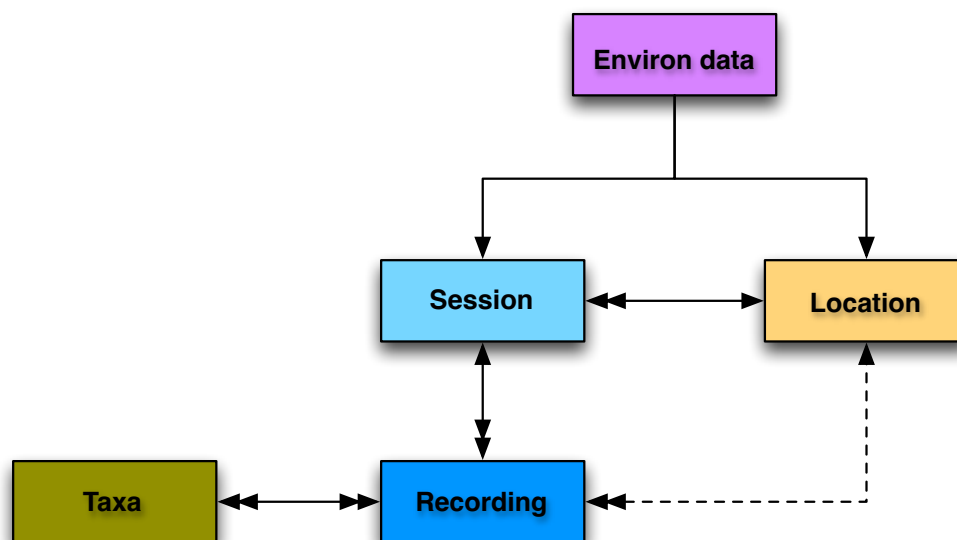 Environ data
Session
Location
Taxa
Recording